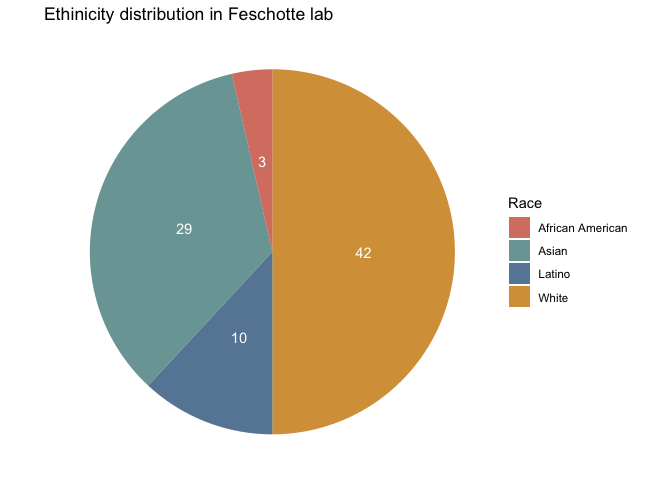 Ethinicity distribution in Feschotte lab
3
29
42
10
Race
African American
Asian
Latino
White